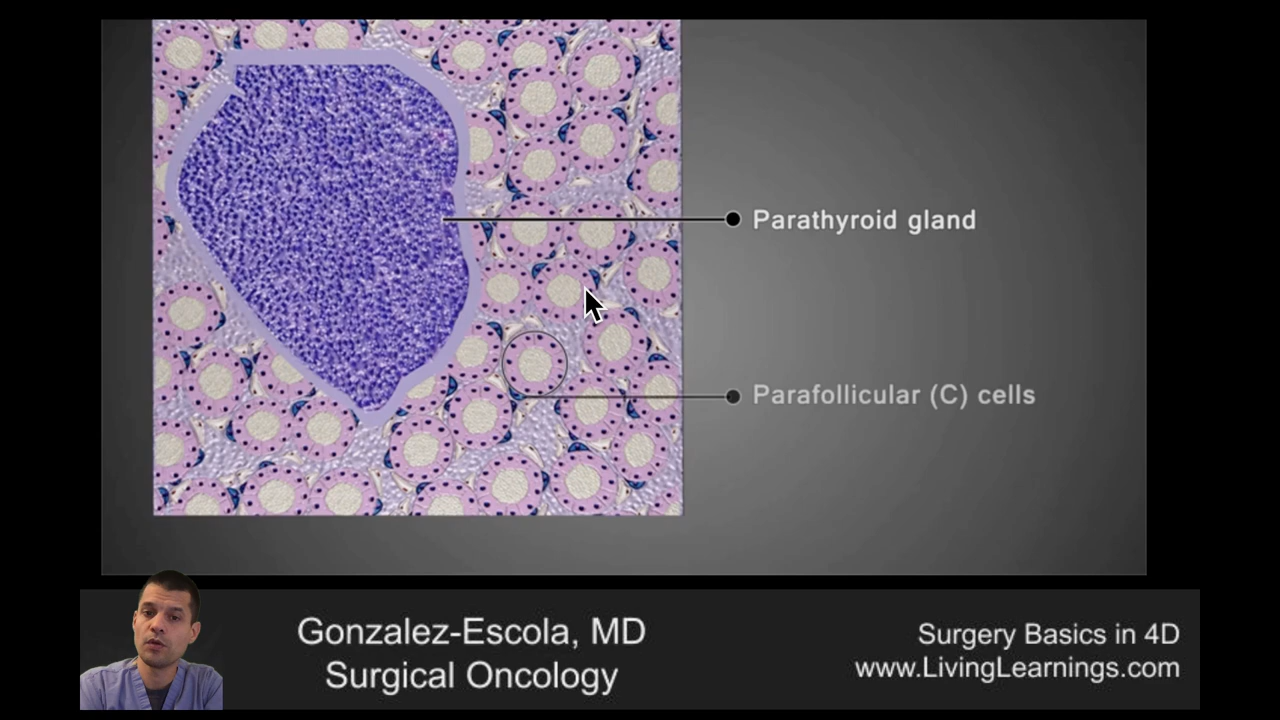 Parathyroid gland
Parafollicular (C) cells
Gonzalez-Escola, MD
Surgical Oncology
Surgery Basics in 4D
www.LivingLearnings.com